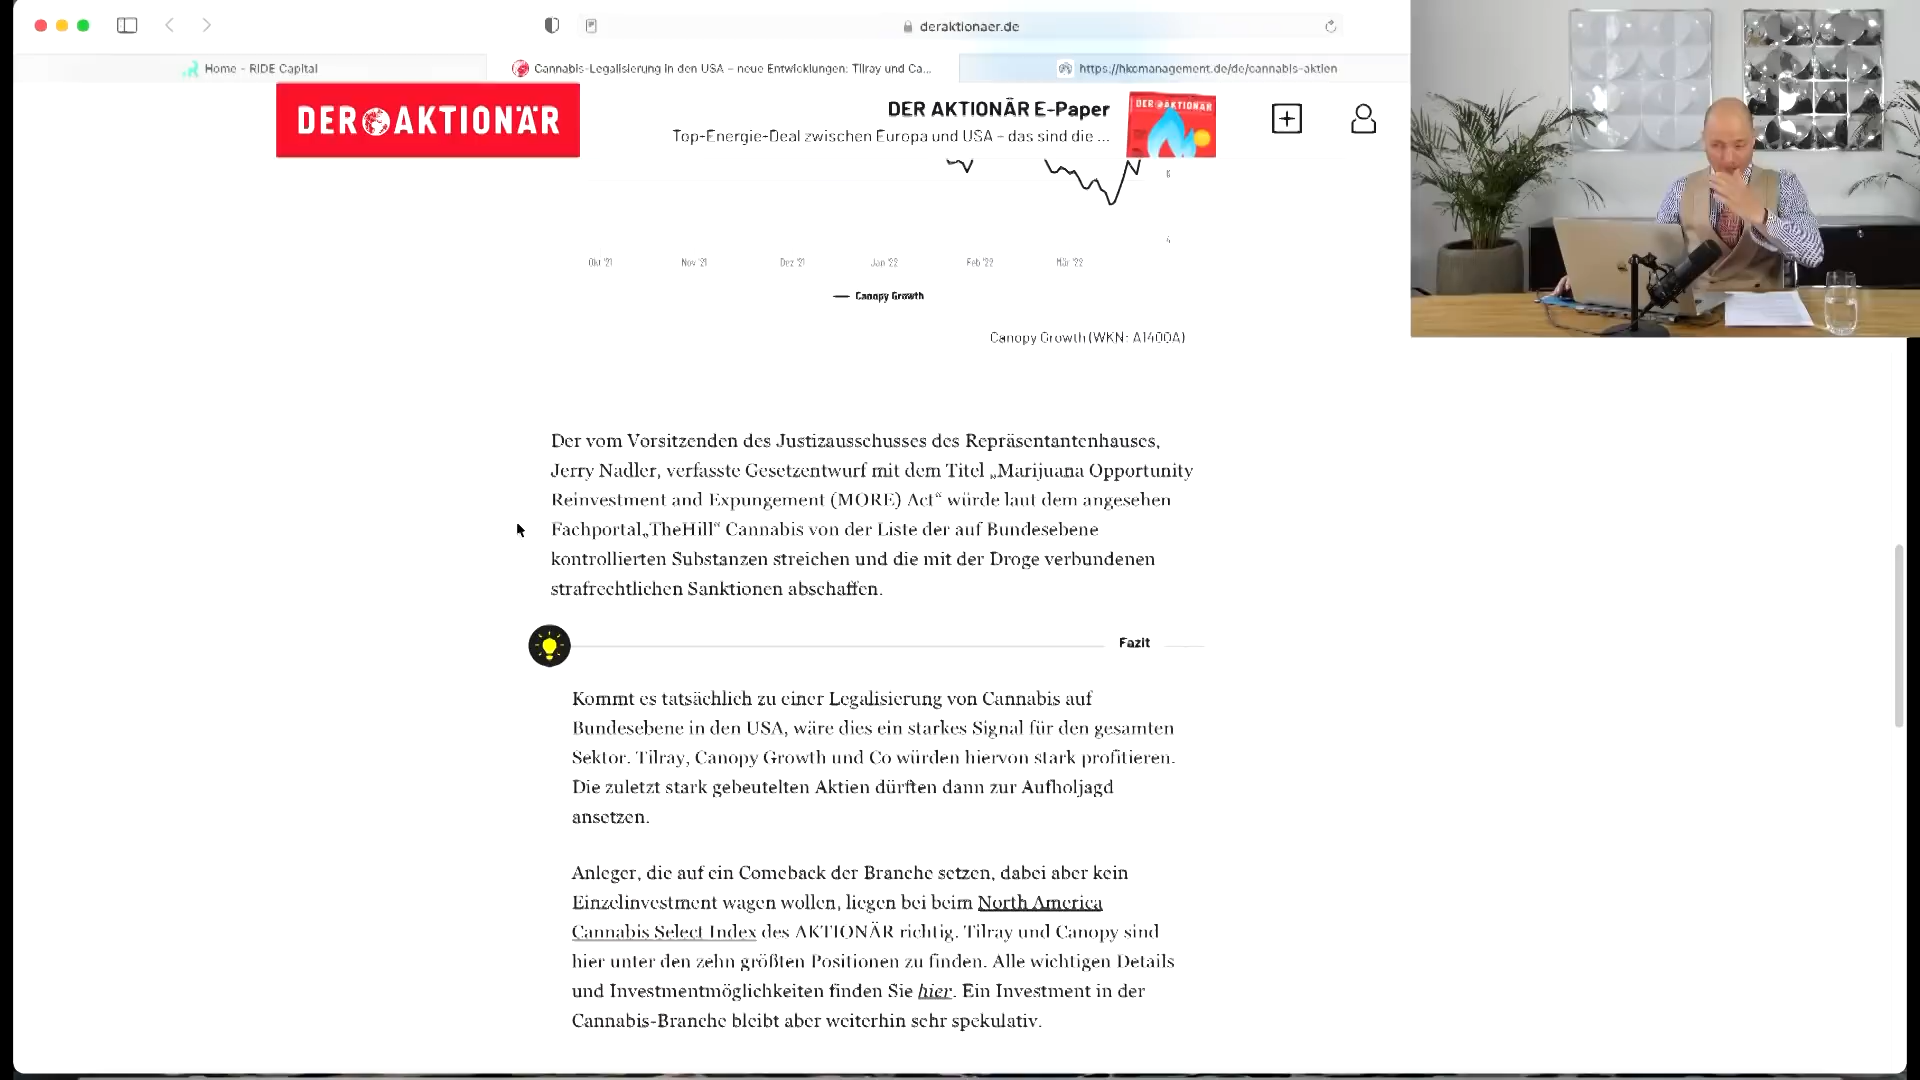 deraktionaer.de
Home - RIDE Capital
Cannabis-Legalisierung in den USA – neue Entwicklungen: Tilray und Ca...
https://hkcmanagement.de/de/cannabis-aktien
DER AKTIONÄR
DER AKTIONÄR E-Paper
Top-Energie-Deal zwischen Europa und USA – das sind die ...
DER AKTIONÄR
4
Okt '21
Nov '21
Dez '21
Jan '22
Feb '22
Mär '22
Canopy Growth
Canopy Growth (WKN: A140QA)
Der vom Vorsitzenden des Justizausschusses des Repräsentantenhauses,
Jerry Nadler, verfasste Gesetzentwurf mit dem Titel „Marijuana Opportunity
Reinvestment and Expungement (MORE) Act“ würde laut dem angesehen
Fachportal„TheHill“ Cannabis von der Liste der auf Bundesebene
kontrollierten Substanzen streichen und die mit der Droge verbundenen
strafrechtlichen Sanktionen abschaffen.
Fazit
Kommt es tatsächlich zu einer Legalisierung von Cannabis auf
Bundesebene in den USA, wäre dies ein starkes Signal für den gesamten
Sektor. Tilray, Canopy Growth und Co würden hiervon stark profitieren.
Die zuletzt stark gebeutelten Aktien dürften dann zur Aufholjagd
ansetzen.
Anleger, die auf ein Comeback der Branche setzen, dabei aber kein
Einzelinvestment wagen wollen, liegen bei beim North America
Cannabis Select Index des AKTIONÄR richtig. Tilray und Canopy sind
hier unter den zehn größten Positionen zu finden. Alle wichtigen Details
und Investmentmöglichkeiten finden Sie hier. Ein Investment in der
Cannabis-Branche bleibt aber weiterhin sehr spekulativ.